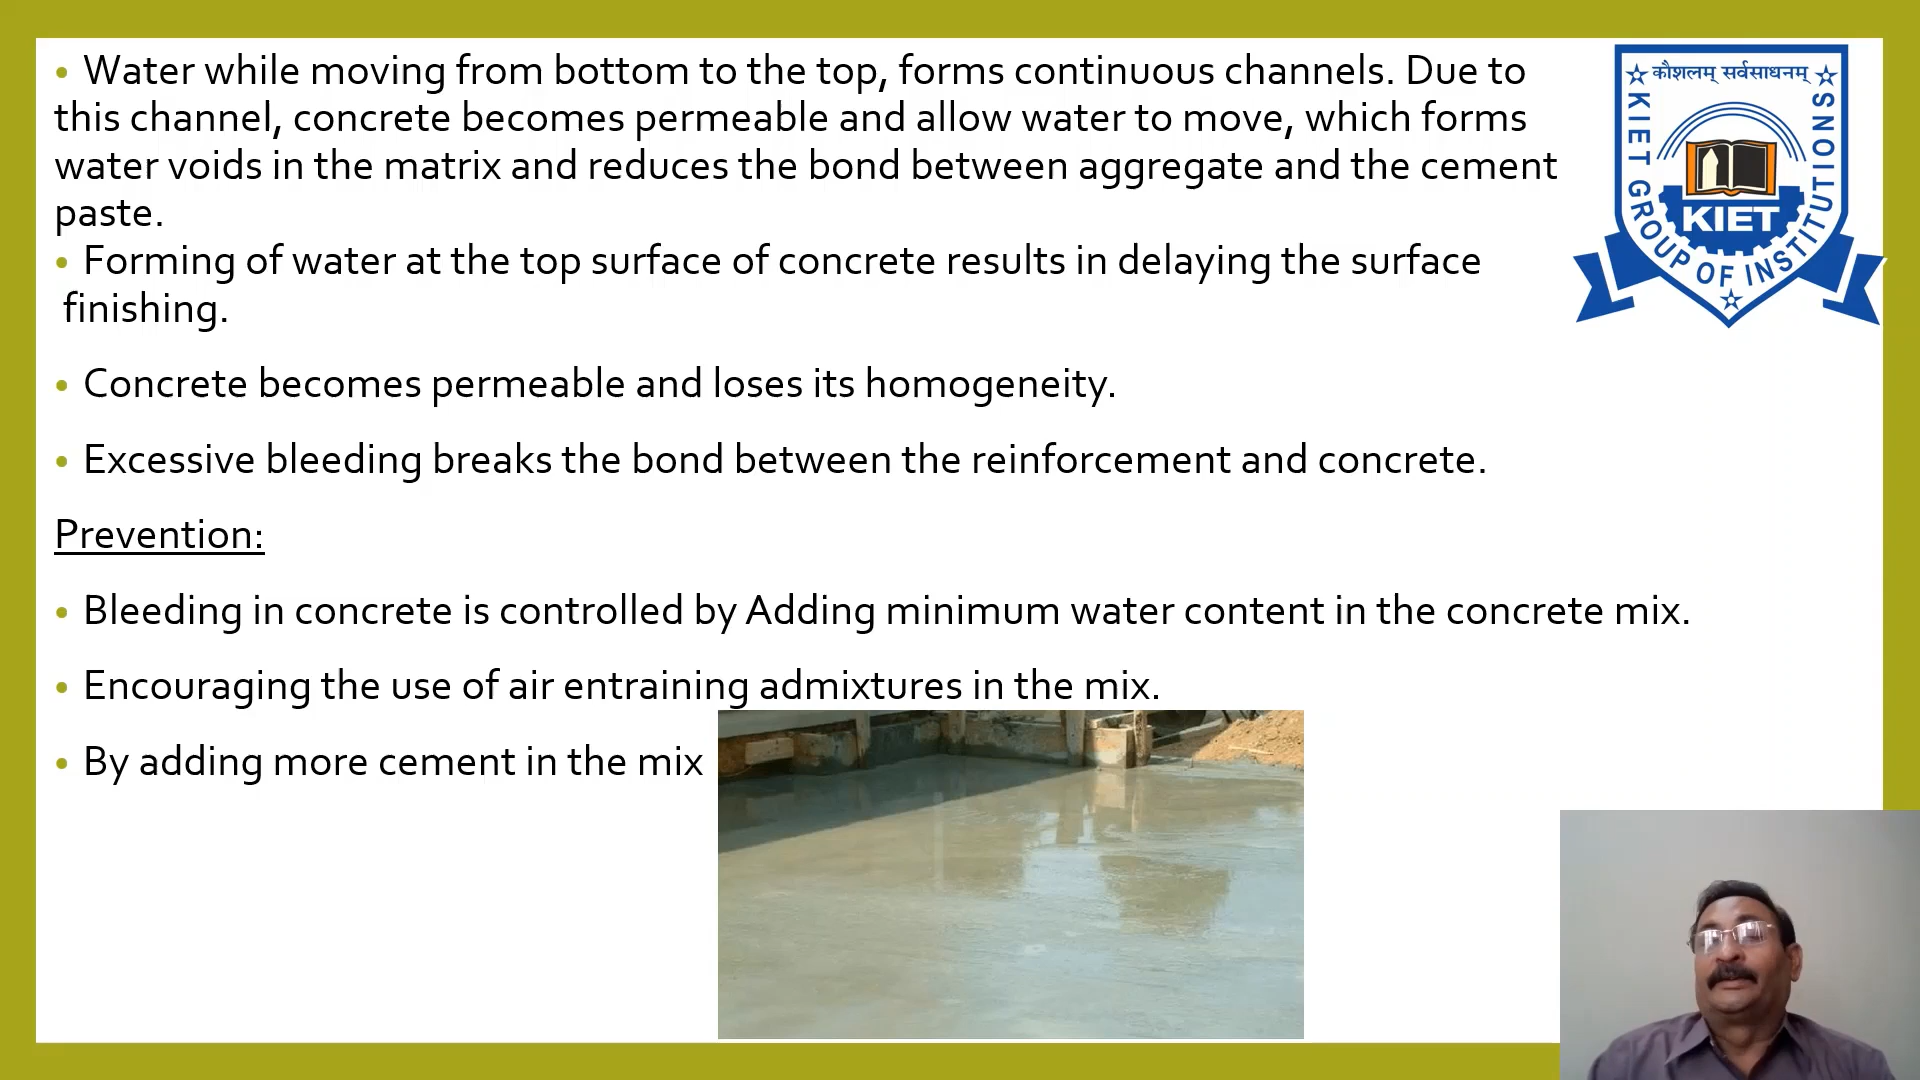 • Water while moving from bottom to the top, forms continuous channels. Due to
this channel, concrete becomes permeable and allow water to move, which forms
water voids in the matrix and reduces the bond between aggregate and the cement
paste.
• Forming of water at the top surface of concrete results in delaying the surface
finishing.
• Concrete becomes permeable and loses its homogeneity.
• Excessive bleeding breaks the bond between the reinforcement and concrete.
Prevention:
• Bleeding in concrete is controlled by Adding minimum water content in the concrete mix.
• Encouraging the use of air entraining admixtures in the mix.
• By adding more cement in the mix
कौशलम् सर्वसाधनम्
KIET GROUP OF INSTITUTIONS
KIET